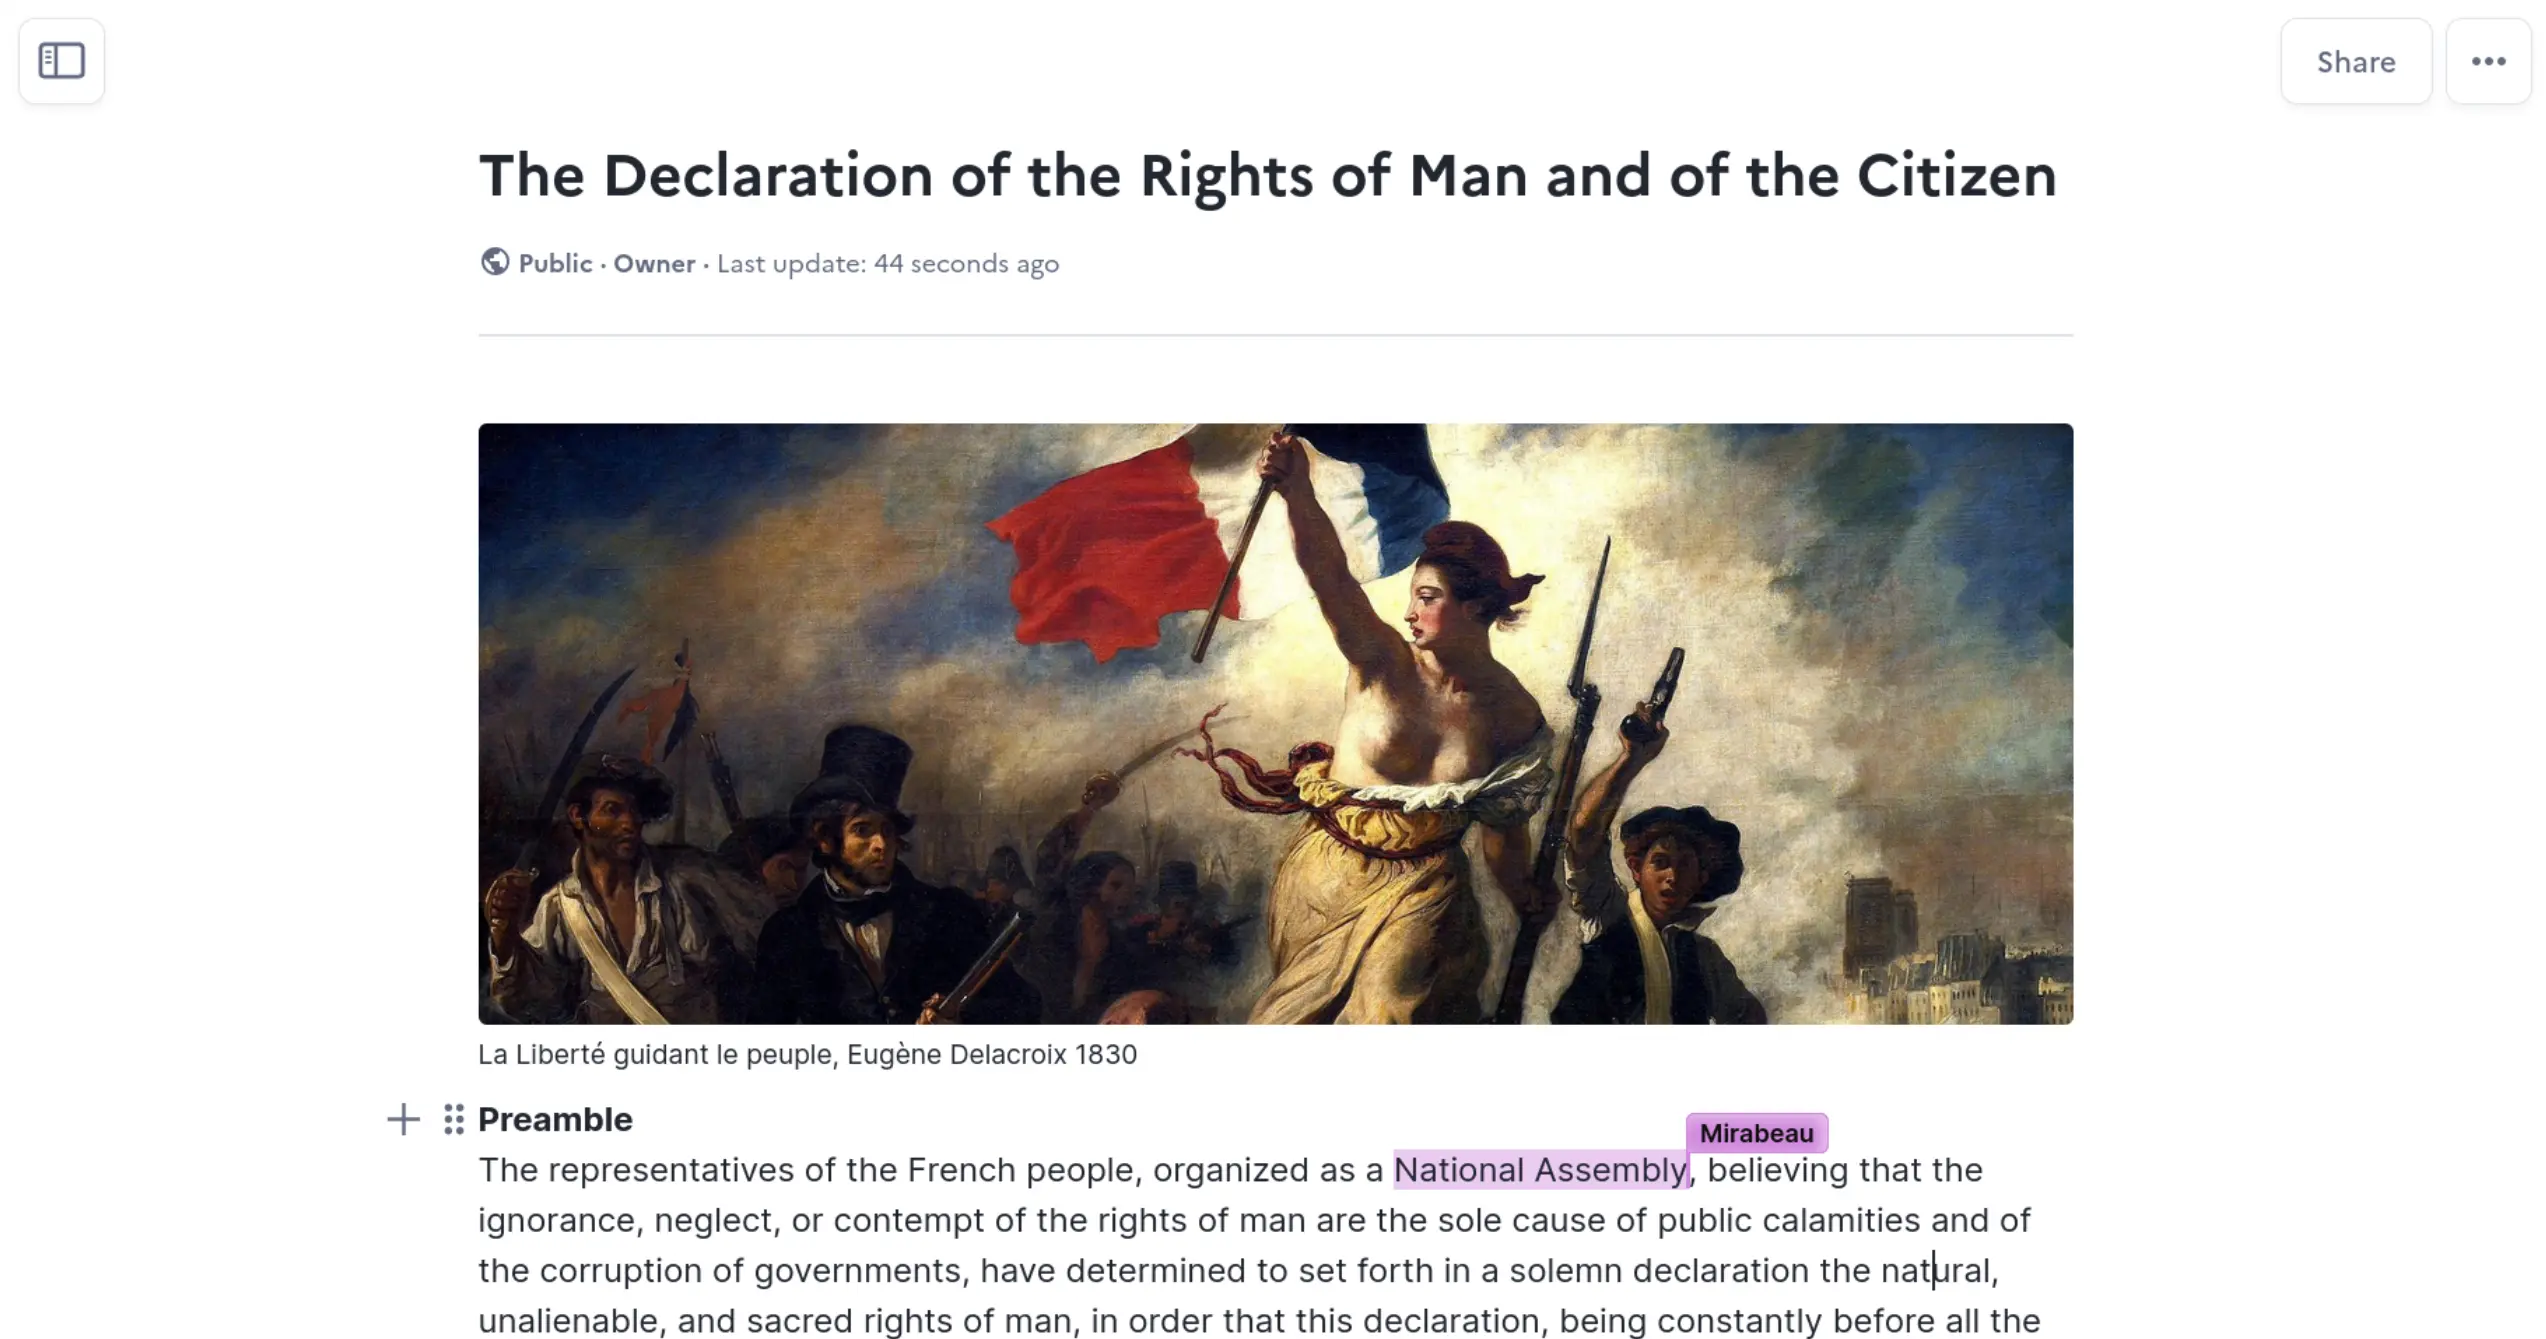 Share
The Declaration of the Rights of Man and of the Citizen
Public · Owner · Last update: 44 seconds ago
La Liberté guidant le peuple, Eugène Delacroix 1830
Preamble
Mirabeau
The representatives of the French people, organized as a National Assembly, believing that the
ignorance, neglect, or contempt of the rights of man are the sole cause of public calamities and of
the corruption of governments, have determined to set forth in a solemn declaration the natural,
unalienable, and sacred rights of man, in order that this declaration, being constantly before all the